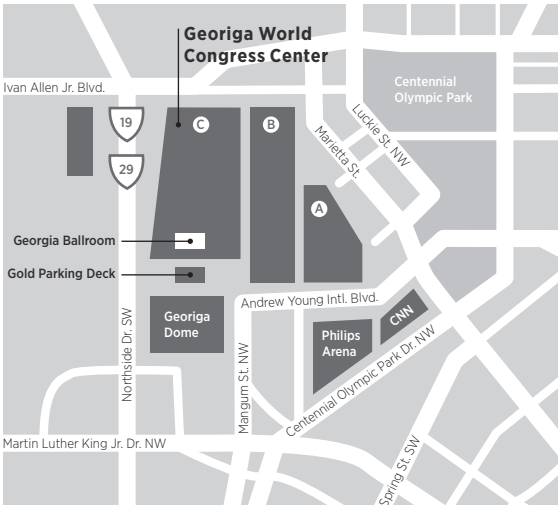 Georiga World
Congress Center
Ivan Allen Jr. Blvd.
Centennial
Olympic Park
19
C
B
Luckie St. NW
Marietta St.
29
A
Georgia Ballroom
Gold Parking Deck
Andrew Young Intl. Blvd.
Georiga
Dome
CNN
Philips
Arena
Northside Dr. SW
Mangum St. NW
Centennial Olympic Park Dr. NW
Martin Luther King Jr. Dr. NW
Spring St. SW